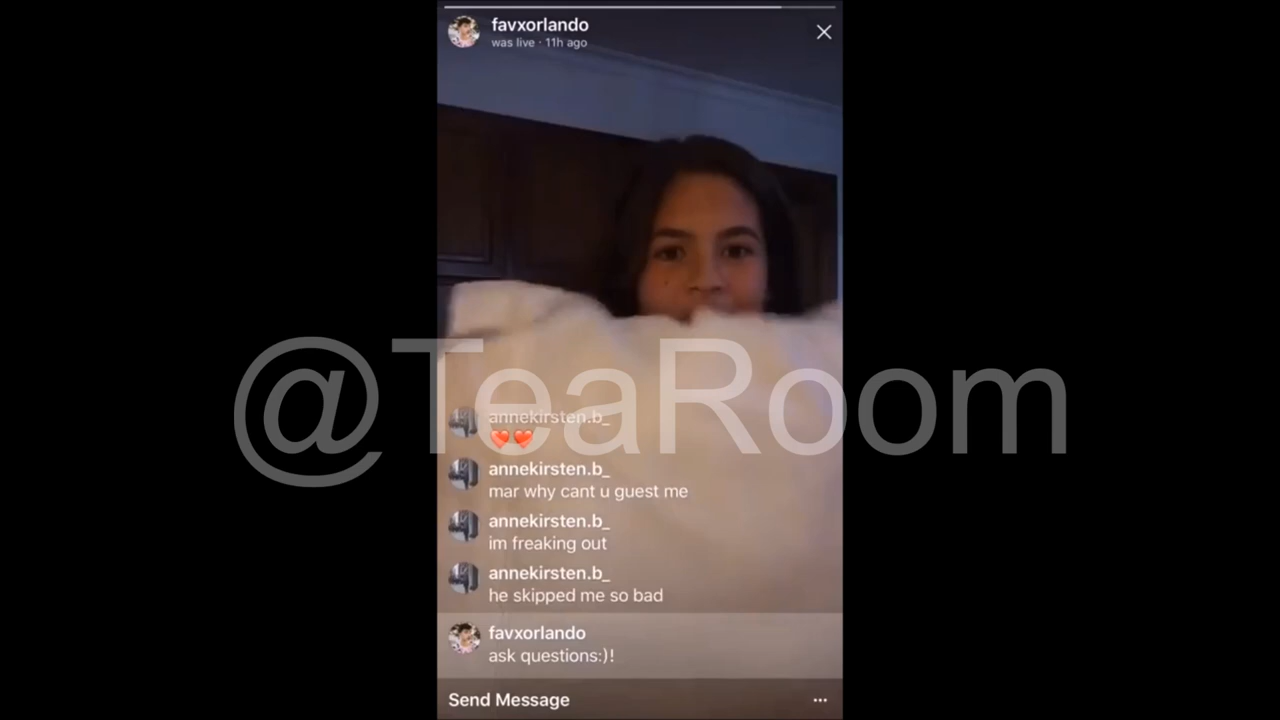 favxorlando
was live · 11h ago
@TeaRoom
annekirsten.b_
❤️❤️
annekirsten.b_
mar why cant u guest me
annekirsten.b_
im freaking out
annekirsten.b_
he skipped me so bad
favxorlando
ask questions:)!
Send Message